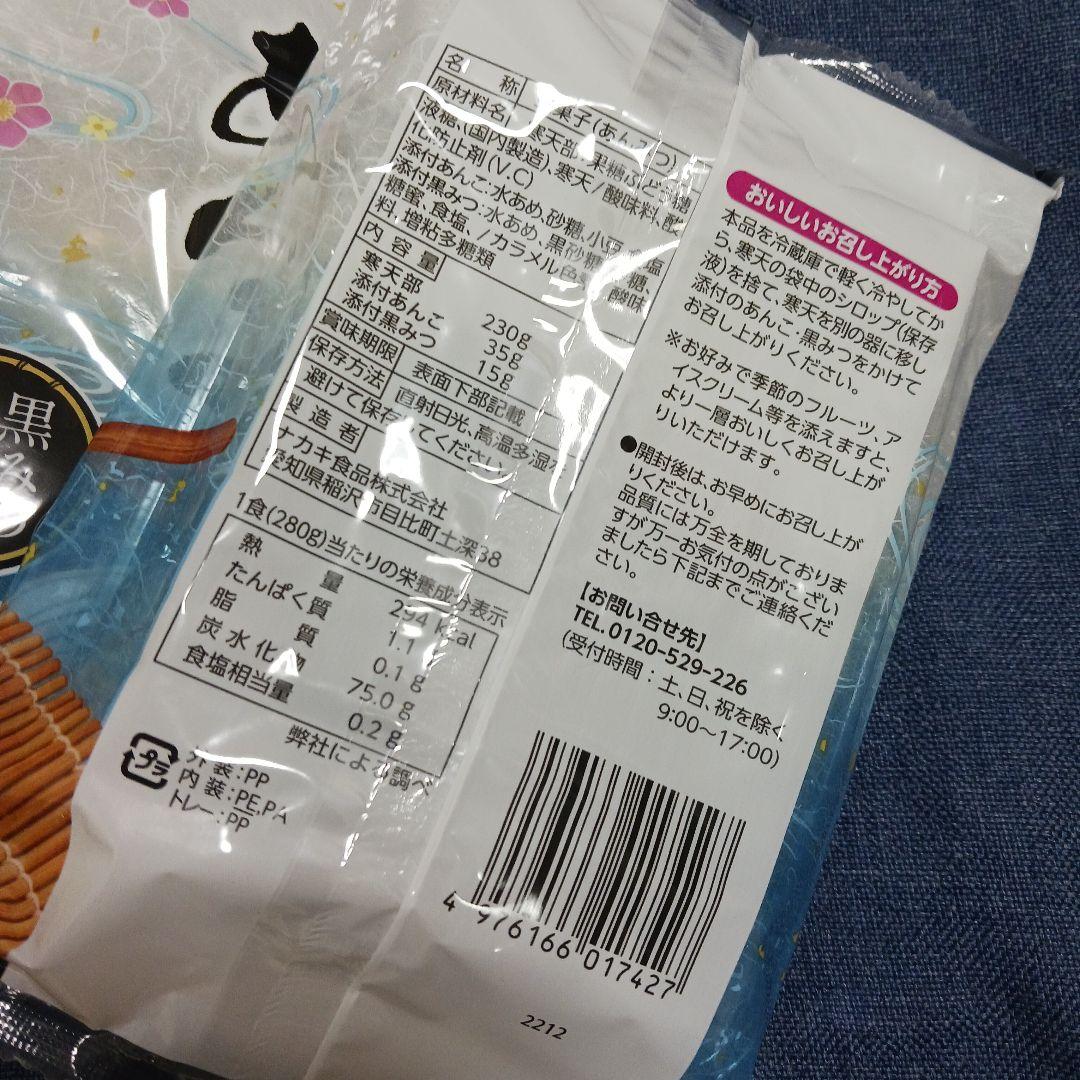 名称
菓子(あんみつ)
原材料名
寒天部:果糖ぶどう糖
液糖、(国内製造)、寒天/酸味料、酸
化防止剤(V.C)
添付あんこ:水あめ、砂糖、小豆、
添付黒みつ:水あめ、黒砂糖、
糖蜜、食塩、/カラメル色素、酸味
料、増粘多糖類
内容量
寒天部 230g
添付あんこ 35g
添付黒みつ 15g
賞味期限 表面下部記載
保存方法 直射日光、高温多湿を
避けて保存してください
製造者
ナカキ食品株式会社
愛知県稲沢市目比町土深38
1食(280g)当たりの栄養成分表示
熱量 294 kcal
たんぱく質 1.1 g
脂質 0.1 g
炭水化物 75.0 g
食塩相当量 0.2 g
弊社による調べ
プラ
外装:PP
内装:PE,PA
トレー:PP
おいしいお召し上がり方
本品を冷蔵庫で軽く冷やしてか
ら、寒天の袋中のシロップ(保存
液)を捨て、寒天を別の器に移し
添付のあんこ、黒みつをかけて
お召し上がりください。
※お好みで季節のフルーツ、ア
イスクリーム等を添えますと、
より一層おいしくお召し上が
りいただけます。
●開封後は、お早めにお召し上が
りください。
品質には万全を期しておりま
すが万一お気付の点がござい
ましたら下記までご連絡くだ
さい。
【お問い合せ先】
TEL.0120-529-226
(受付時間:土、日、祝を除く
9:00〜17:00)
4 976166 017427
2212
黒
み